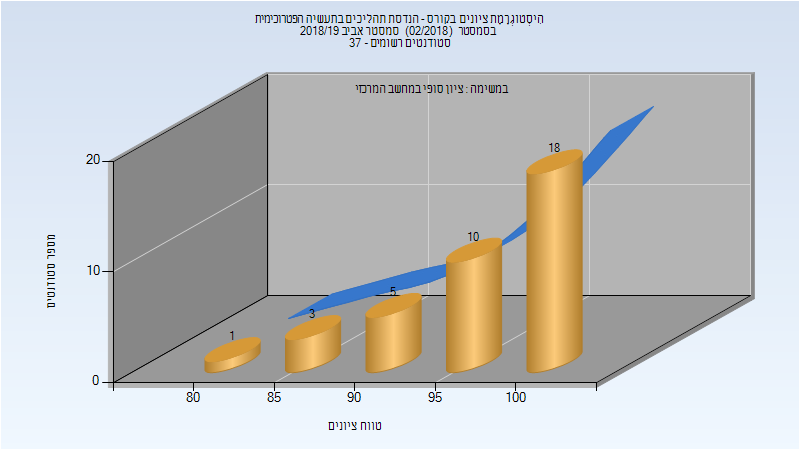 היסטוגרמת ציונים בקורס - הנדסת תהליכים בתעשיה הפטרוכימית
בסמסטר (02/2018) סמסטר אביב 2018/19
37 - סטודנטים רשומים
במשימה : ציון סופי במחשב המרכזי
מספר סטודנטים
20
10
0
1
3
5
10
18
80
85
90
95
100
טווח ציונים